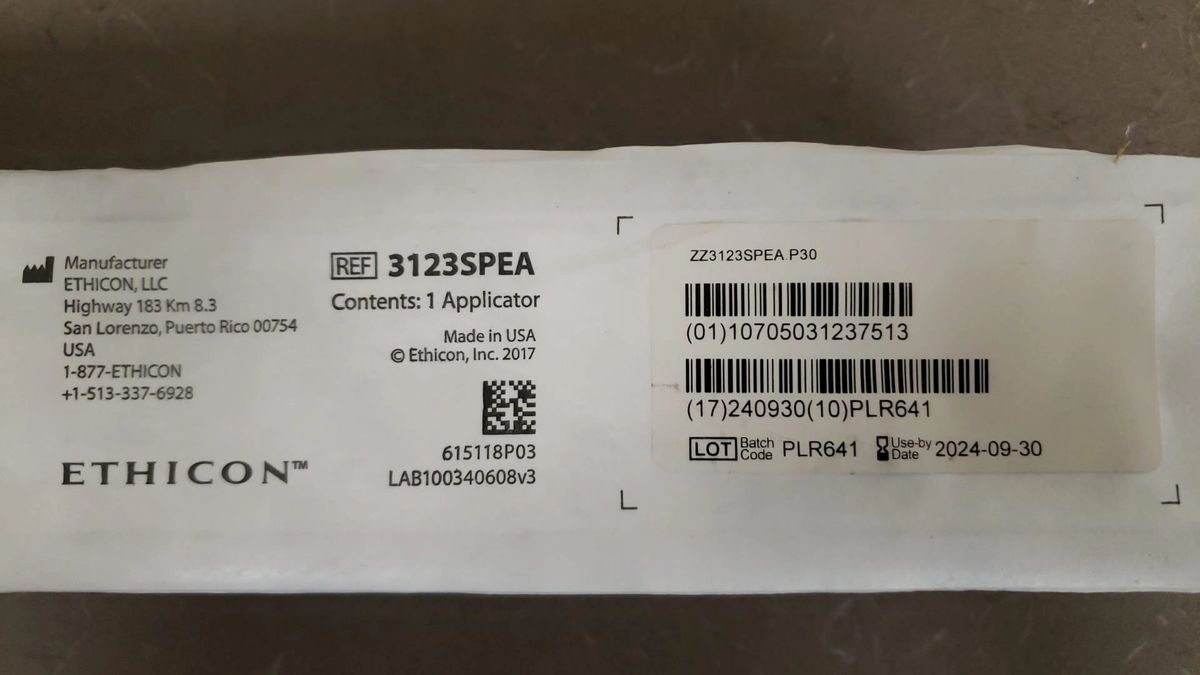 Manufacturer
ETHICON, LLC
Highway 183 Km 8.3
San Lorenzo, Puerto Rico 00754
USA
1-877-ETHICON
+1-513-337-6928
ETHICON™
REF 3123SPEA
Contents: 1 Applicator
Made in USA
© Ethicon, Inc. 2017
615118P03
LAB100340608v3
ZZ3123SPEA.P30
(01)10705031237513
(17)240930(10)PLR641
LOT Batch Code PLR641 Use-by Date 2024-09-30